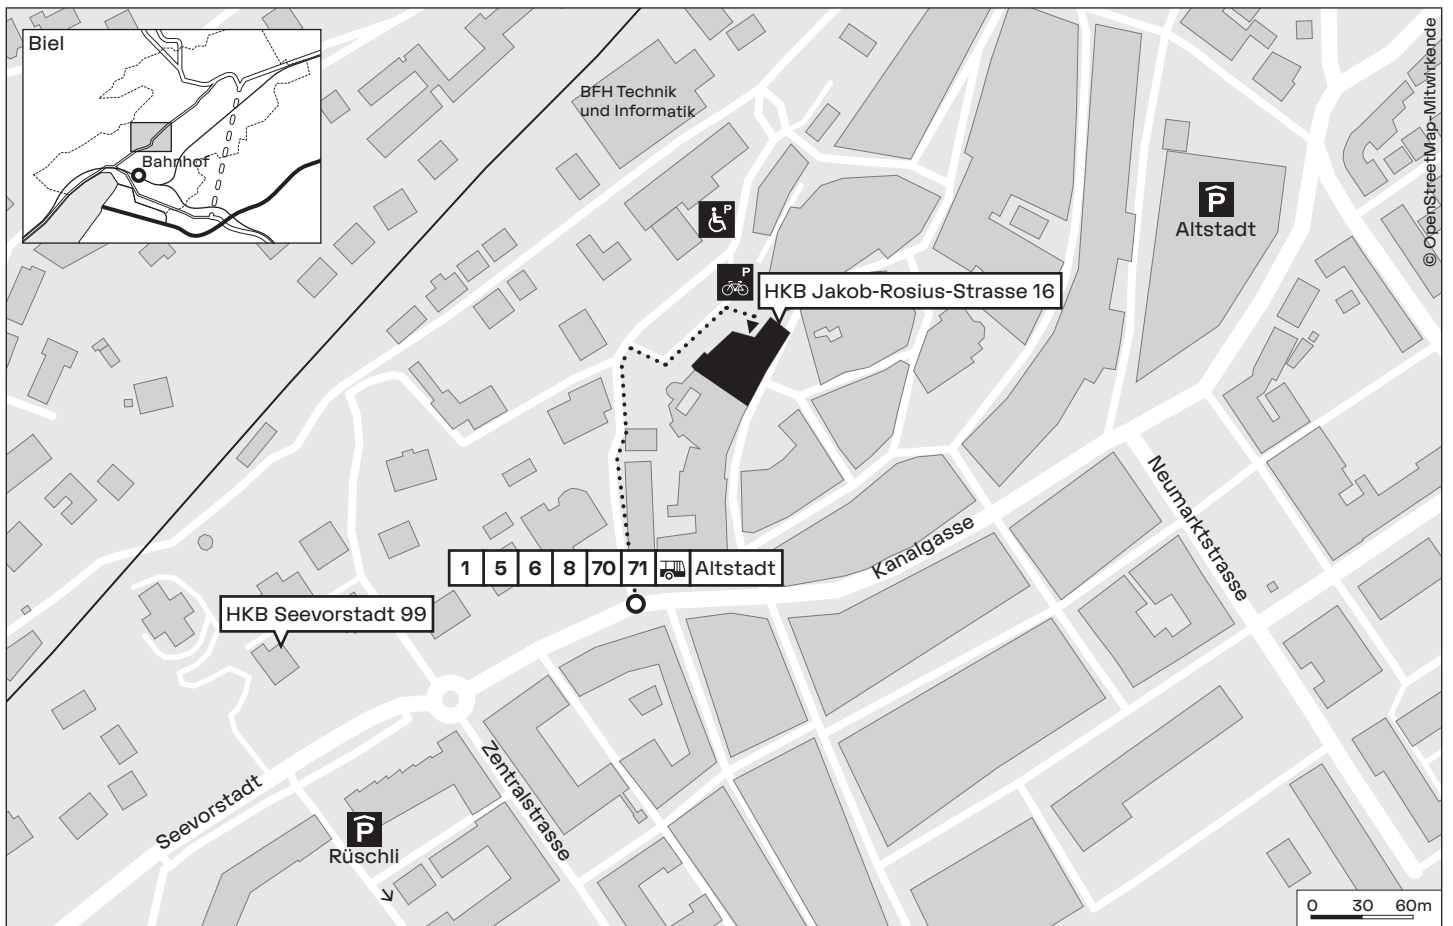 Biel
Bahnhof
BFH Technik
und Informatik
© OpenStreetMap-Mitwirkende
P
Altstadt
P
P
HKB Jakob-Rosius-Strasse 16
Neumarktstrasse
Kanalgasse
1 5 6 8 70 71 Altstadt
HKB Seevorstadt 99
Seevorstadt
Zentralstrasse
P
Rüschli
0 30 60m